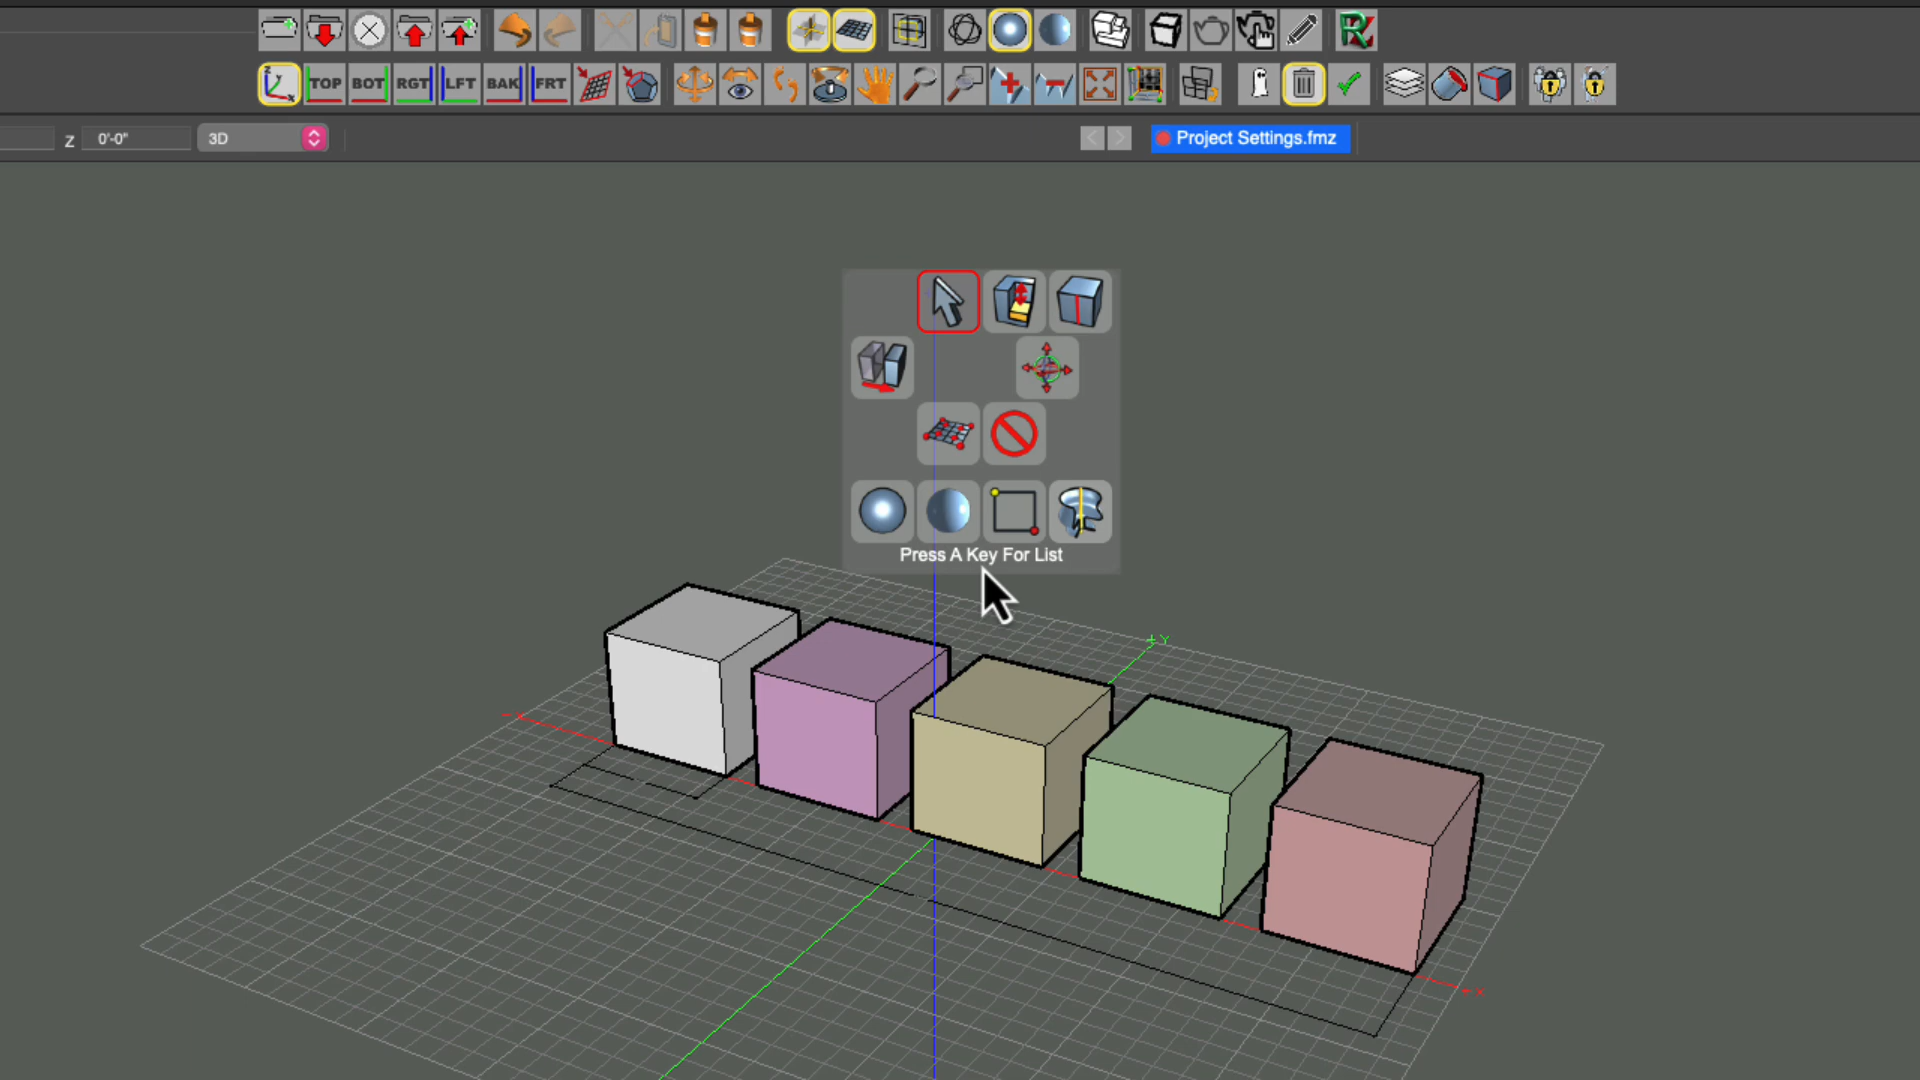 TOP BOT RGT LFT BAK FRT
Z 0'-0" 3D
Project Settings.fmz
Press A Key For List
+Y
-X
+X